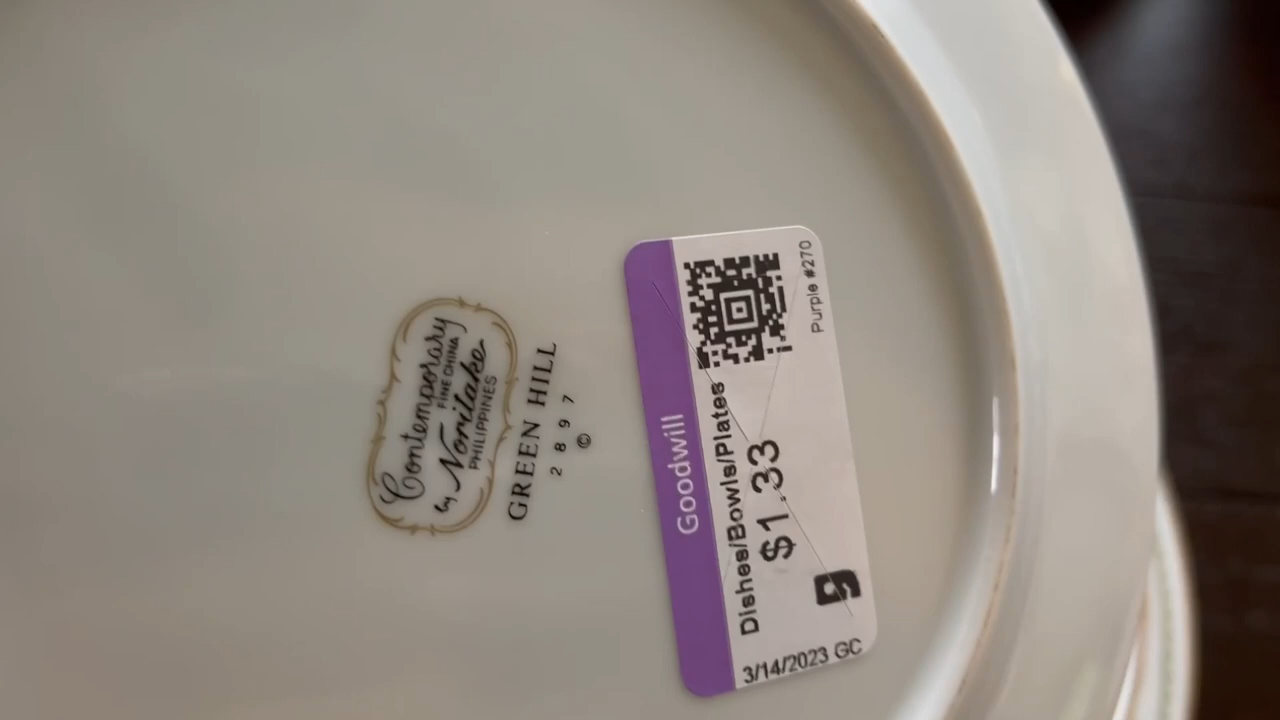 Contemporary
FINE CHINA
by Noritake
PHILIPPINES
GREEN HILL
2897
©
Goodwill
Purple #270
Dishes/Bowls/Plates
$1.33
3/14/2023 GC